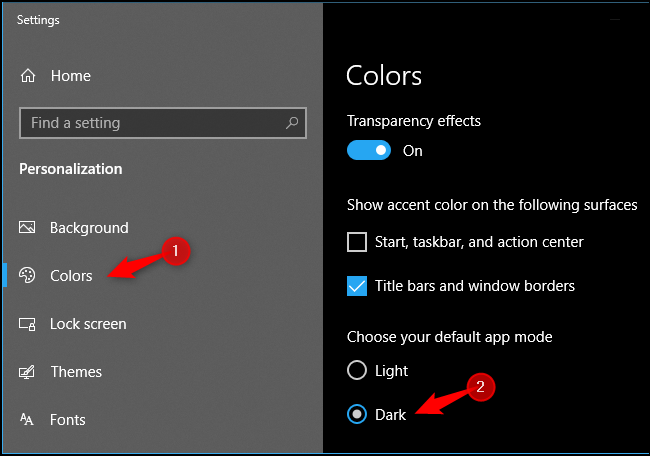 Settings
Home
Find a setting
Personalization
Background
Colors
1
Lock screen
Themes
Fonts
Colors
Transparency effects
On
Show accent color on the following surfaces
Start, taskbar, and action center
Title bars and window borders
Choose your default app mode
Light
Dark
2